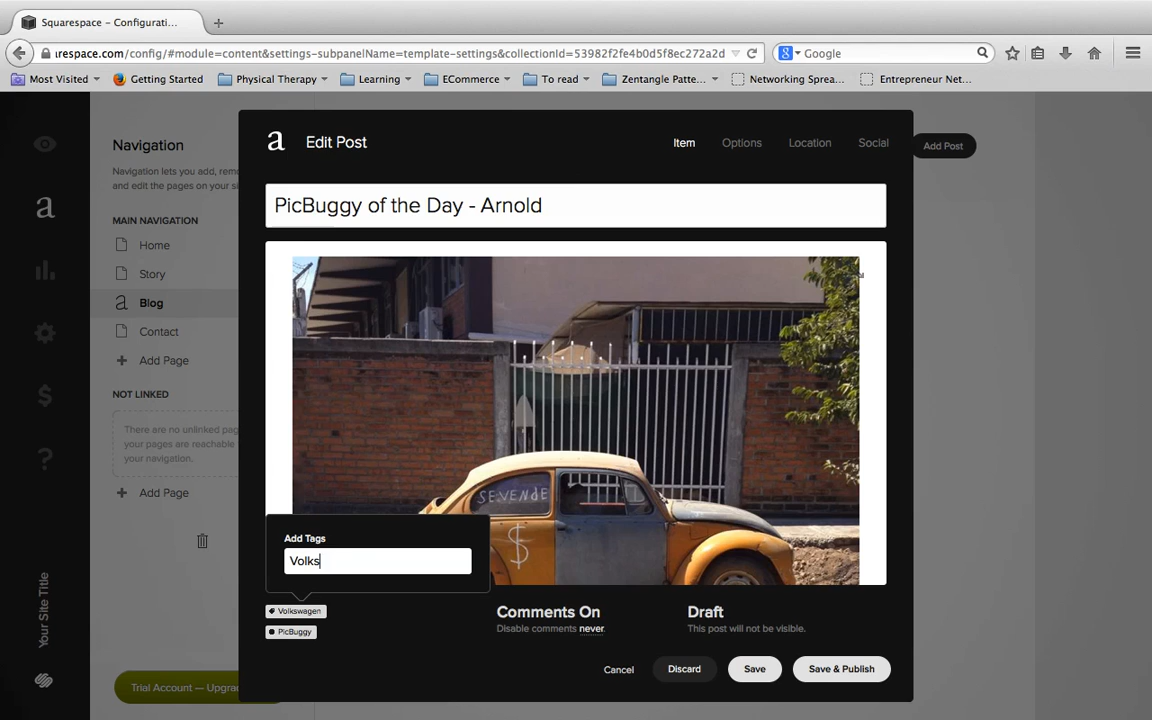 Squarespace – Configurati...
ırespace.com/config/#module=content&settings-subpanelName=template-settings&collectionId=53982f2fe4b0d5f8ec272a2d
Google
Most Visited
Getting Started
Physical Therapy
Learning
ECommerce
To read
Zentangle Patte...
Networking Sprea...
Entrepreneur Net...
a
Edit Post
Item
Options
Location
Social
Add Post
Navigation
Navigation lets you add, remo
and edit the pages on your si
PicBuggy of the Day - Arnold
MAIN NAVIGATION
Home
Story
Blog
Contact
+ Add Page
NOT LINKED
There are no unlinked pag
your pages are reachable
your navigation.
+ Add Page
SEVENDE
$
Add Tags
Volks
Volkswagen
PicBuggy
Comments On
Disable comments never.
Draft
This post will not be visible.
Your Site Title
Trial Account — Upgrad
Cancel
Discard
Save
Save & Publish